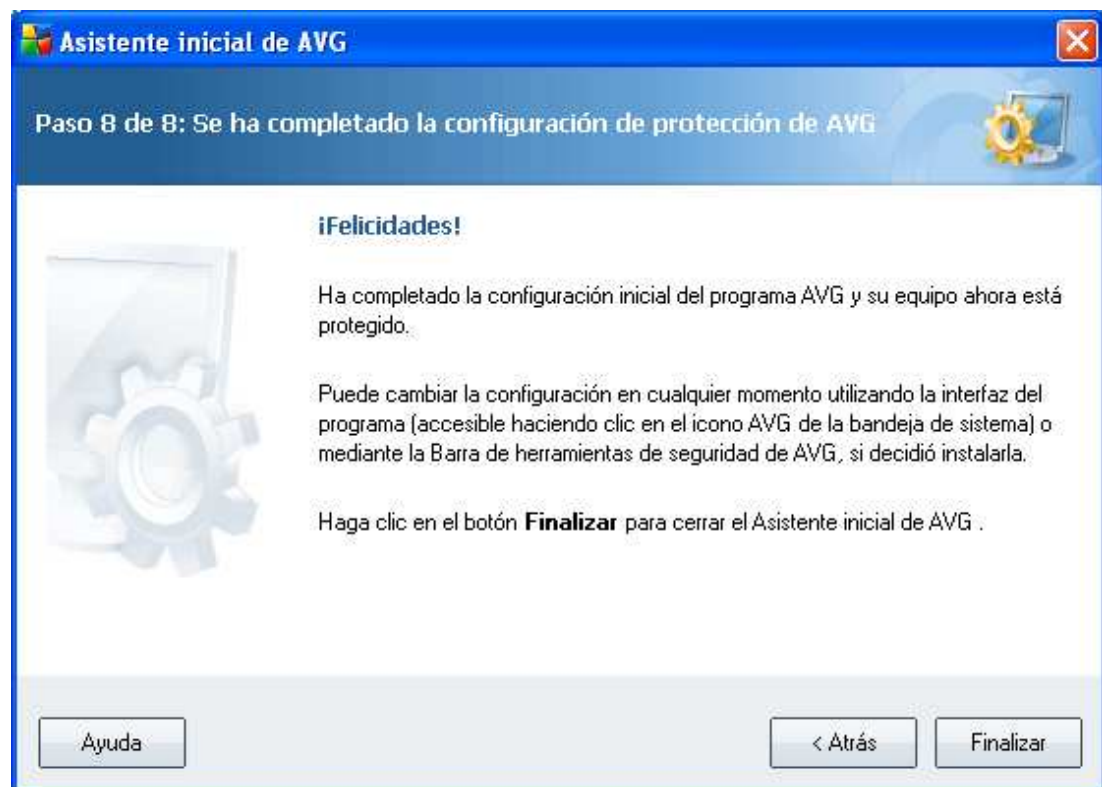 Asistente inicial de AVG
Paso 8 de 8: Se ha completado la configuración de protección de AVG
¡Felicidades!
Ha completado la configuración inicial del programa AVG y su equipo ahora está
protegido.
Puede cambiar la configuración en cualquier momento utilizando la interfaz del
programa (accesible haciendo clic en el icono AVG de la bandeja de sistema) o
mediante la Barra de herramientas de seguridad de AVG, si decidió instalarla.
Haga clic en el botón Finalizar para cerrar el Asistente inicial de AVG .
Ayuda
< Atrás
Finalizar